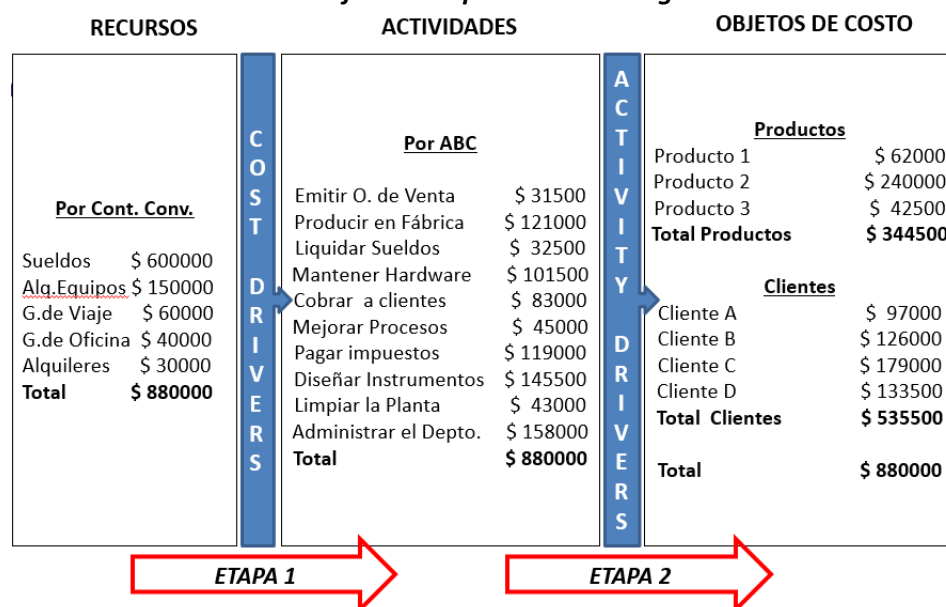 RECURSOS
ACTIVIDADES
OBJETOS DE COSTO
Por Cont. Conv.
Sueldos $ 600000
Alq.Equipos $ 150000
G.de Viaje $ 60000
G.de Oficina $ 40000
Alquileres $ 30000
Total $ 880000
COST DRIVERS
Por ABC
Emitir O. de Venta $ 31500
Producir en Fábrica $ 121000
Liquidar Sueldos $ 32500
Mantener Hardware $ 101500
Cobrar a clientes $ 83000
Mejorar Procesos $ 45000
Pagar impuestos $ 119000
Diseñar Instrumentos $ 145500
Limpiar la Planta $ 43000
Administrar el Depto. $ 158000
Total $ 880000
ACTIVITY DRIVERS
Productos
Producto 1 $ 62000
Producto 2 $ 240000
Producto 3 $ 42500
Total Productos $ 344500
Clientes
Cliente A $ 97000
Cliente B $ 126000
Cliente C $ 179000
Cliente D $ 133500
Total Clientes $ 535500
Total $ 880000
ETAPA 1
ETAPA 2